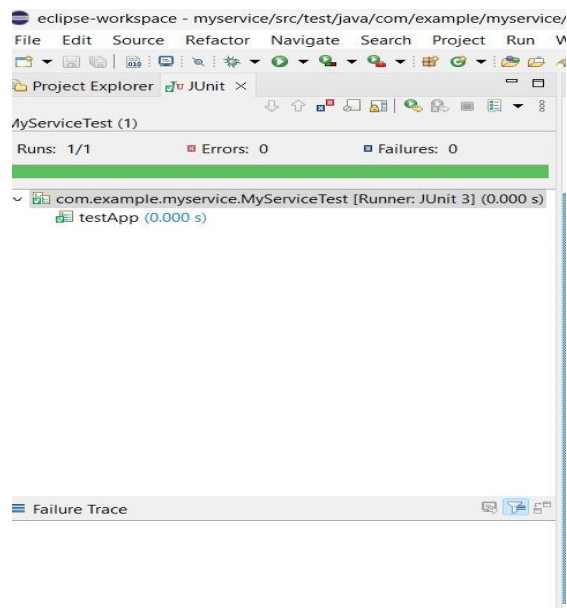 eclipse-workspace - myservice/src/test/java/com/example/myservice/
File Edit Source Refactor Navigate Search Project Run
Project Explorer JUnit
MyServiceTest (1)
Runs: 1/1 Errors: 0 Failures: 0
com.example.myservice.MyServiceTest [Runner: JUnit 3] (0.000 s)
testApp (0.000 s)
Failure Trace